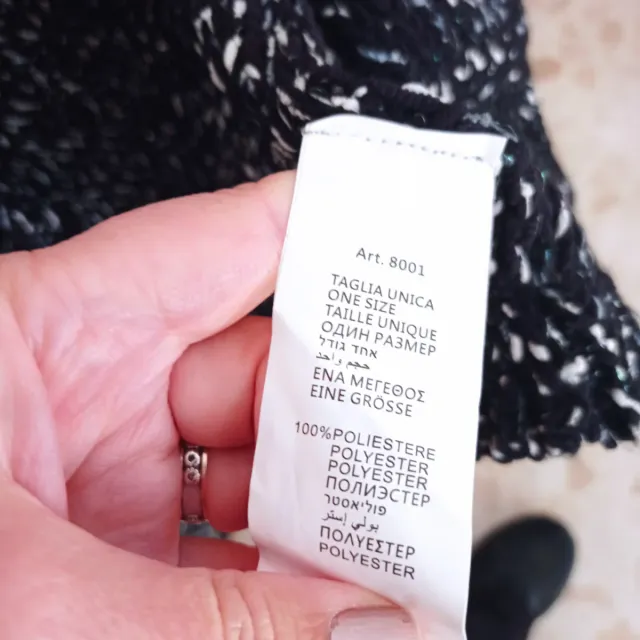 Art. 8001
TAGLIA UNICA
ONE SIZE
TAILLE UNIQUE
ОДИН РАЗМЕР
אחד גודל
حجم واحد
ΕΝΑ ΜΕΓΕΘΟΣ
EINE GRÖSSE
100%POLIESTERE
POLYESTER
POLYESTER
ПОЛИЭСТЕР
פוליאסטר
بولي إستر
ΠΟΛΥΕΣΤΕΡ
POLYESTER